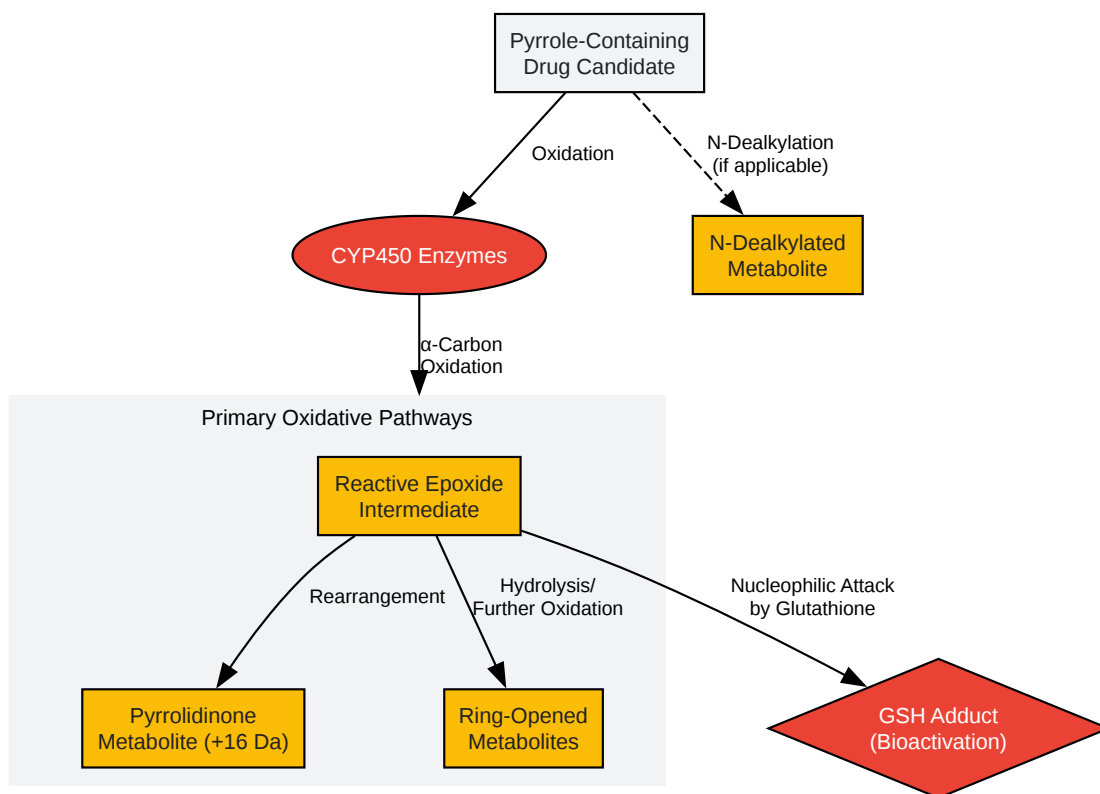 Pyrrole-Containing
Drug Candidate
Oxidation
N-Dealkylation
(if applicable)
CYP450 Enzymes
N-Dealkylated
Metabolite
α-Carbon
Oxidation
Primary Oxidative Pathways
Reactive Epoxide
Intermediate
Rearrangement
Hydrolysis/
Further Oxidation
Nucleophilic Attack
by Glutathione
Pyrrolidinone
Metabolite (+16 Da)
Ring-Opened
Metabolites
GSH Adduct
(Bioactivation)